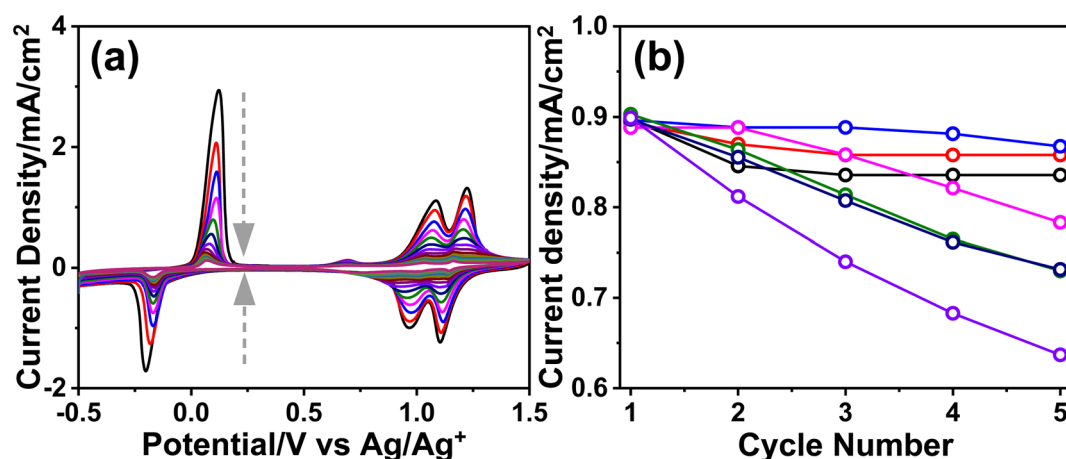 (a)
Current Density/mA/cm²
4
2
0
-2
-0.5 0.0 0.5 1.0 1.5
Potential/V vs Ag/Ag⁺
(b)
Current density/mA/cm²
1.0
0.9
0.8
0.7
0.6
1 2 3 4 5
Cycle Number